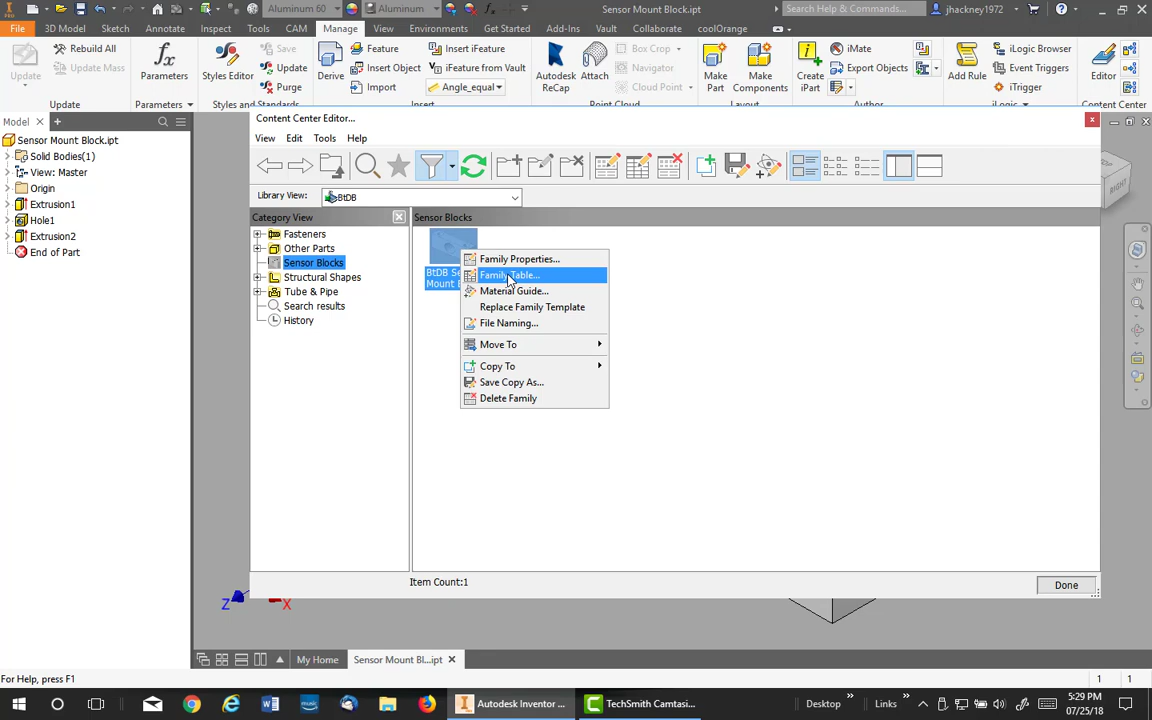 Aluminum 60
Aluminum
Sensor Mount Block.ipt
Search Help & Commands...
jhackney1972
File
3D Model
Sketch
Annotate
Inspect
Tools
CAM
Manage
View
Environments
Get Started
Add-Ins
Vault
Collaborate
coolOrange
Update
Rebuild All
Update Mass
Update
Parameters
Parameters
Styles Editor
Save
Update
Purge
Styles and Standards
Derive
Feature
Insert Object
Import
Insert iFeature
iFeature from Vault
Angle_equal
Insert
Autodesk ReCap
Attach
Box Crop
Navigator
Cloud Point
Point Cloud
Make Part
Make Components
Layout
Create iPart
iMate
Export Objects
Author
Add Rule
iLogic Browser
Event Triggers
iTrigger
iLogic
Editor
Content Center
Model
Sensor Mount Block.ipt
Solid Bodies(1)
View: Master
Origin
Extrusion1
Hole1
Extrusion2
End of Part
Content Center Editor...
View
Edit
Tools
Help
Library View:
BtDB
Category View
Fasteners
Other Parts
Sensor Blocks
Structural Shapes
Tube & Pipe
Search results
History
Sensor Blocks
BtDB Se
Mount
Family Properties...
Family Table...
Material Guide...
Replace Family Template
File Naming...
Move To
Copy To
Save Copy As...
Delete Family
Item Count:1
Done
RIGHT
Z
X
My Home
Sensor Mount Bl...ipt
For Help, press F1
1
1
Autodesk Inventor ...
TechSmith Camtasi...
Desktop
Links
5:29 PM
07/25/18